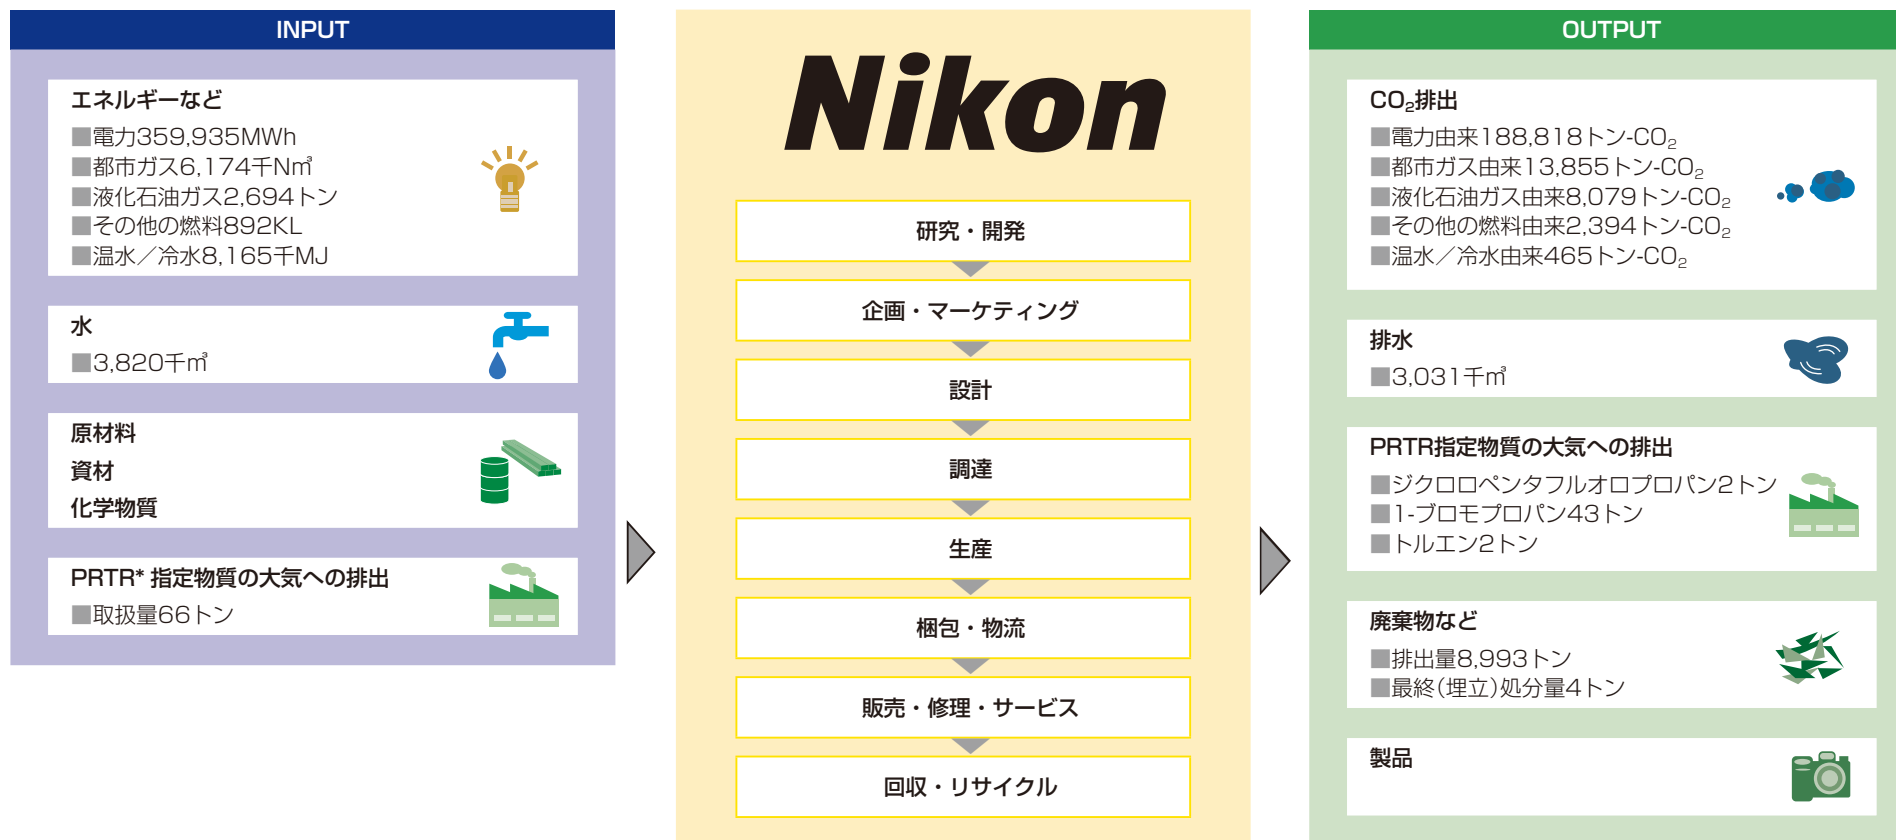 INPUT
エネルギーなど
■電力359,935MWh
■都市ガス6,174千N㎥
■液化石油ガス2,694トン
■その他の燃料892KL
■温水／冷水8,165千MJ
水
■3,820千㎥
原材料
資材
化学物質
PRTR* 指定物質の大気への排出
■取扱量66トン
Nikon
研究・開発
企画・マーケティング
設計
調達
生産
梱包・物流
販売・修理・サービス
回収・リサイクル
OUTPUT
CO₂排出
■電力由来188,818トン-CO₂
■都市ガス由来13,855トン-CO₂
■液化石油ガス由来8,079トン-CO₂
■その他の燃料由来2,394トン-CO₂
■温水／冷水由来465トン-CO₂
排水
■3,031千㎥
PRTR指定物質の大気への排出
■ジクロロペンタフルオロプロパン2トン
■1-ブロモプロパン43トン
■トルエン2トン
廃棄物など
■排出量8,993トン
■最終（埋立）処分量4トン
製品